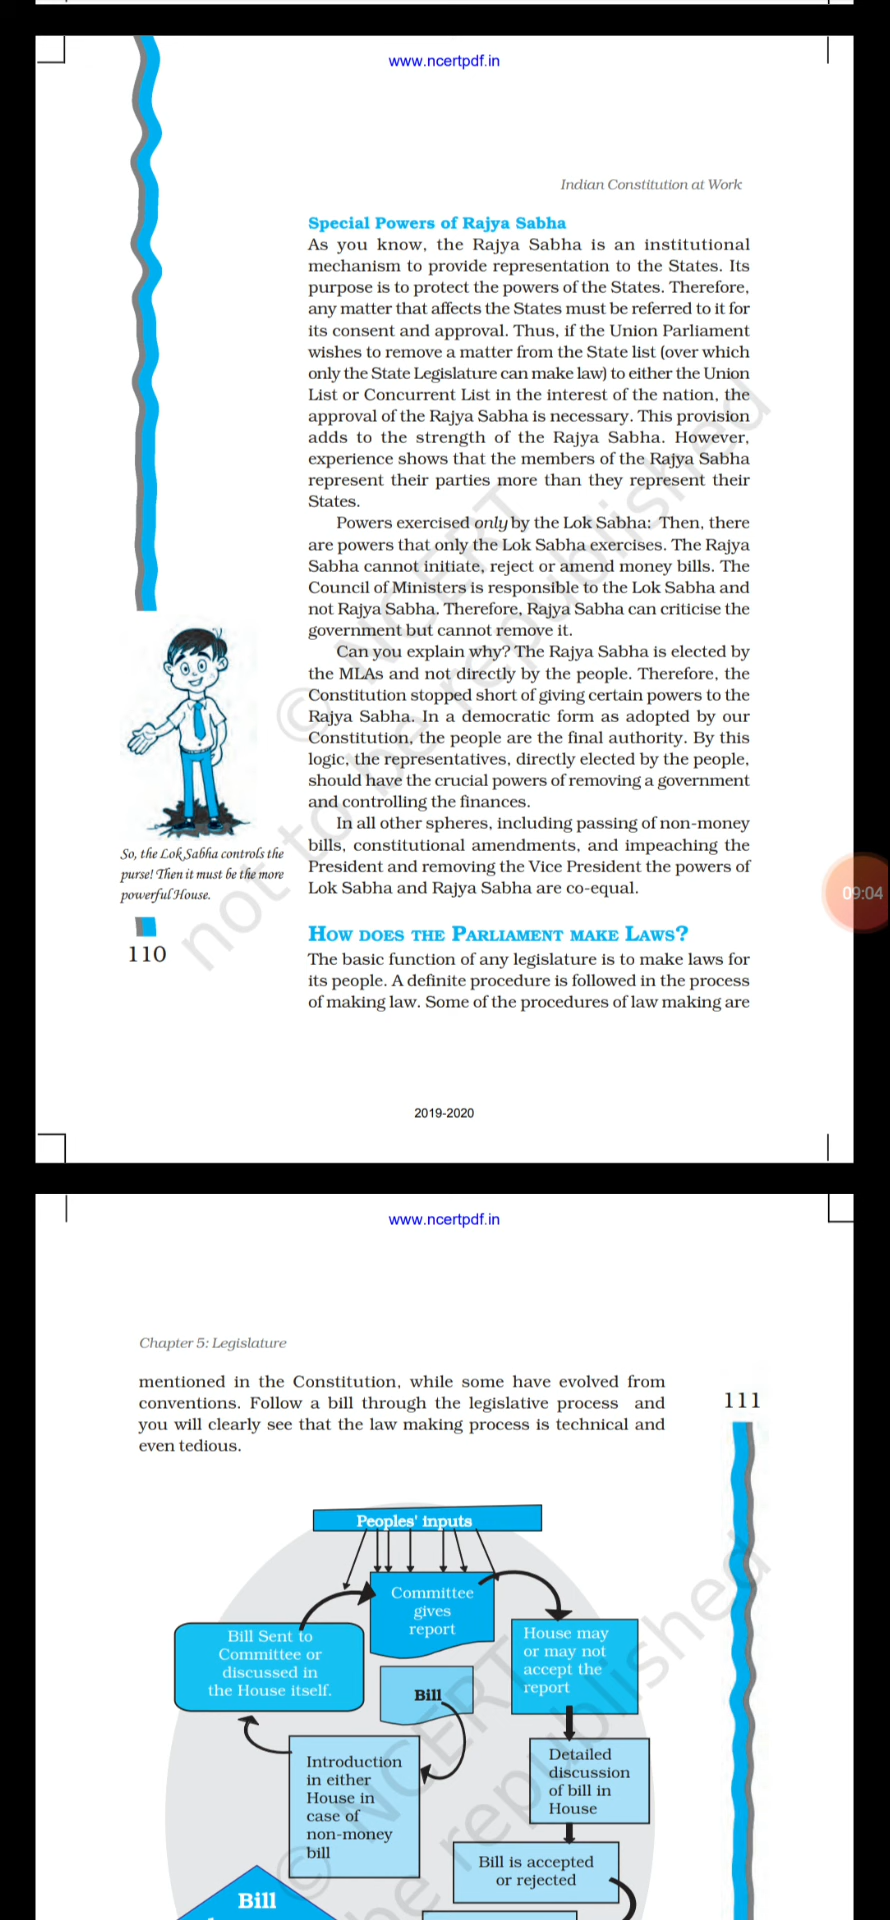 www.ncertpdf.in
Indian Constitution at Work
Special Powers of Rajya Sabha
As you know, the Rajya Sabha is an institutional
mechanism to provide representation to the States. Its
purpose is to protect the powers of the States. Therefore,
any matter that affects the States must be referred to it for
its consent and approval. Thus, if the Union Parliament
wishes to remove a matter from the State list (over which
only the State Legislature can make law) to either the Union
List or Concurrent List in the interest of the nation, the
approval of the Rajya Sabha is necessary. This provision
adds to the strength of the Rajya Sabha. However,
experience shows that the members of the Rajya Sabha
represent their parties more than they represent their
States.
Powers exercised only by the Lok Sabha: Then, there
are powers that only the Lok Sabha exercises. The Rajya
Sabha cannot initiate, reject or amend money bills. The
Council of Ministers is responsible to the Lok Sabha and
not Rajya Sabha. Therefore, Rajya Sabha can criticise the
government but cannot remove it.
Can you explain why? The Rajya Sabha is elected by
the MLAs and not directly by the people. Therefore, the
Constitution stopped short of giving certain powers to the
Rajya Sabha. In a democratic form as adopted by our
Constitution, the people are the final authority. By this
logic, the representatives, directly elected by the people,
should have the crucial powers of removing a government
and controlling the finances.
In all other spheres, including passing of non-money
bills, constitutional amendments, and impeaching the
President and removing the Vice President the powers of
Lok Sabha and Rajya Sabha are co-equal.
So, the Lok Sabha controls the
purse! Then it must be the more
powerful House.
09:04
110
HOW DOES THE PARLIAMENT MAKE LAWS?
The basic function of any legislature is to make laws for
its people. A definite procedure is followed in the process
of making law. Some of the procedures of law making are
© NCERT
not to be republished
2019-2020
www.ncertpdf.in
Chapter 5: Legislature
111
mentioned in the Constitution, while some have evolved from
conventions. Follow a bill through the legislative process and
you will clearly see that the law making process is technical and
even tedious.
Peoples' inputs
Committee
gives
report
Bill Sent to
Committee or
discussed in
the House itself.
House may
or may not
accept the
report
Bill
Introduction
in either
House in
case of
non-money
bill
Detailed
discussion
of bill in
House
Bill is accepted
or rejected
Bill
© NCERT
be republished